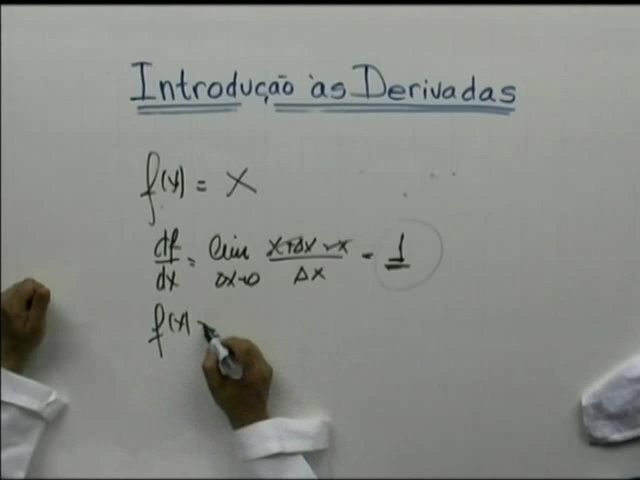 Introdução às Derivadas
f(x) = x
df/dx = lim Δx→0 x+Δx-x/Δx = 1
f(x)